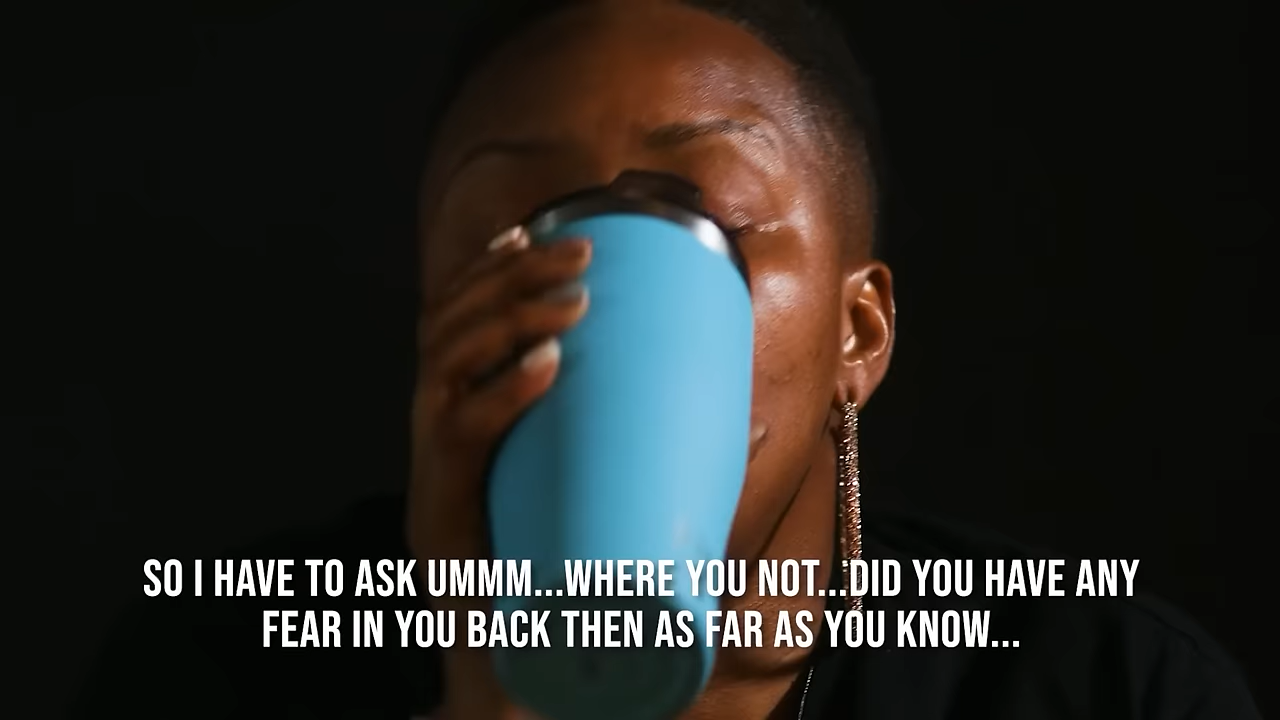 SO I HAVE TO ASK UMMM...WHERE YOU NOT...DID YOU HAVE ANY
FEAR IN YOU BACK THEN AS FAR AS YOU KNOW...